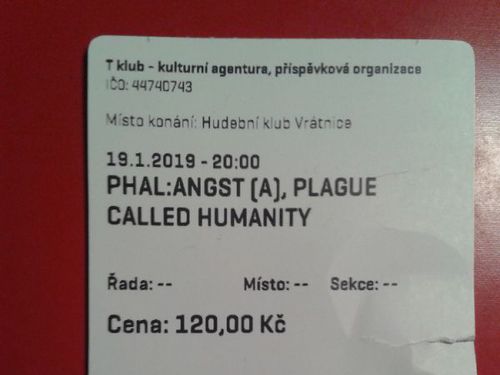 T klub - kulturní agentura, příspěvková organizace
IČO: 44740743
Místo konání: Hudební klub Vrátnice
19.1.2019 - 20:00
PHAL:ANGST (A), PLAGUE
CALLED HUMANITY
Řada: -- Místo: -- Sekce: --
Cena: 120,00 Kč